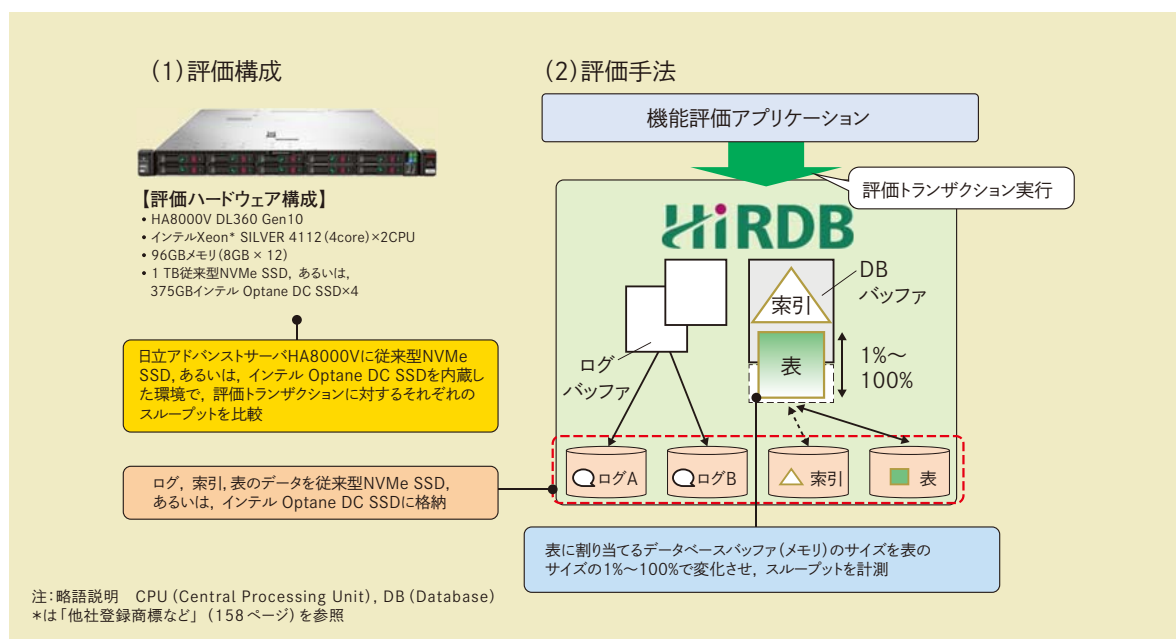 (1)評価構成
【評価ハードウェア構成】
• HA8000V DL360 Gen10
• インテルXeon* SILVER 4112(4core)×2CPU
• 96GBメモリ(8GB × 12)
• 1 TB従来型NVMe SSD, あるいは,
375GBインテル Optane DC SSD×4
日立アドバンストサーバHA8000Vに従来型NVMe
SSD, あるいは, インテル Optane DC SSDを内蔵し
た環境で, 評価トランザクションに対するそれぞれの
スループットを比較
ログ, 索引, 表のデータを従来型NVMe SSD,
あるいは, インテル Optane DC SSDに格納
(2)評価手法
機能評価アプリケーション
評価トランザクション実行
HiRDB
DB
バッファ
索引
表
1%〜
100%
ログ
バッファ
ログA
ログB
索引
表
表に割り当てるデータベースバッファ(メモリ)のサイズを表の
サイズの1%〜100%で変化させ, スループットを計測
注:略語説明 CPU(Central Processing Unit), DB(Database)
*は「他社登録商標など」(158ページ)を参照